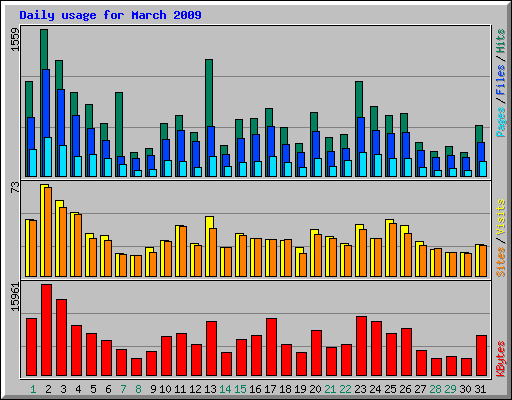 Daily usage for March 2009
1559
Pages / Files / Hits
73
Sites / Visits
15961
KBytes
1 2 3 4 5 6 7 8 9 10 11 12 13 14 15 16 17 18 19 20 21 22 23 24 25 26 27 28 29 30 31